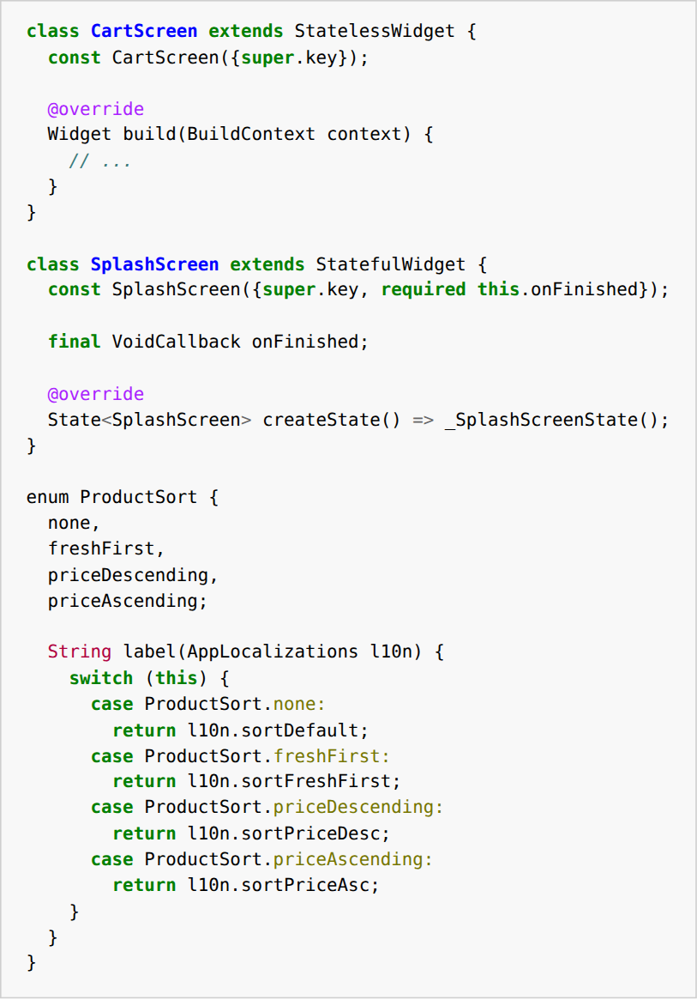 class CartScreen extends StatelessWidget {
  const CartScreen({super.key});

  @override
  Widget build(BuildContext context) {
    // ...
  }
}

class SplashScreen extends StatefulWidget {
  const SplashScreen({super.key, required this.onFinished});

  final VoidCallback onFinished;

  @override
  State<SplashScreen> createState() => _SplashScreenState();
}

enum ProductSort {
  none,
  freshFirst,
  priceDescending,
  priceAscending;

  String label(AppLocalizations l10n) {
    switch (this) {
      case ProductSort.none:
        return l10n.sortDefault;
      case ProductSort.freshFirst:
        return l10n.sortFreshFirst;
      case ProductSort.priceDescending:
        return l10n.sortPriceDesc;
      case ProductSort.priceAscending:
        return l10n.sortPriceAsc;
    }
  }
}